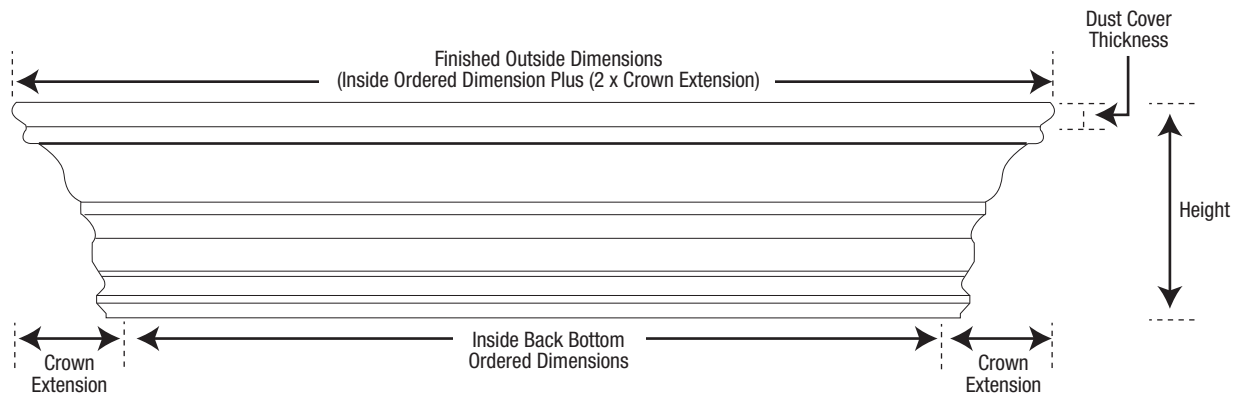 Dust Cover
Thickness
Finished Outside Dimensions
(Inside Ordered Dimension Plus (2 x Crown Extension)
Height
Inside Back Bottom
Ordered Dimensions
Crown
Extension
Crown
Extension